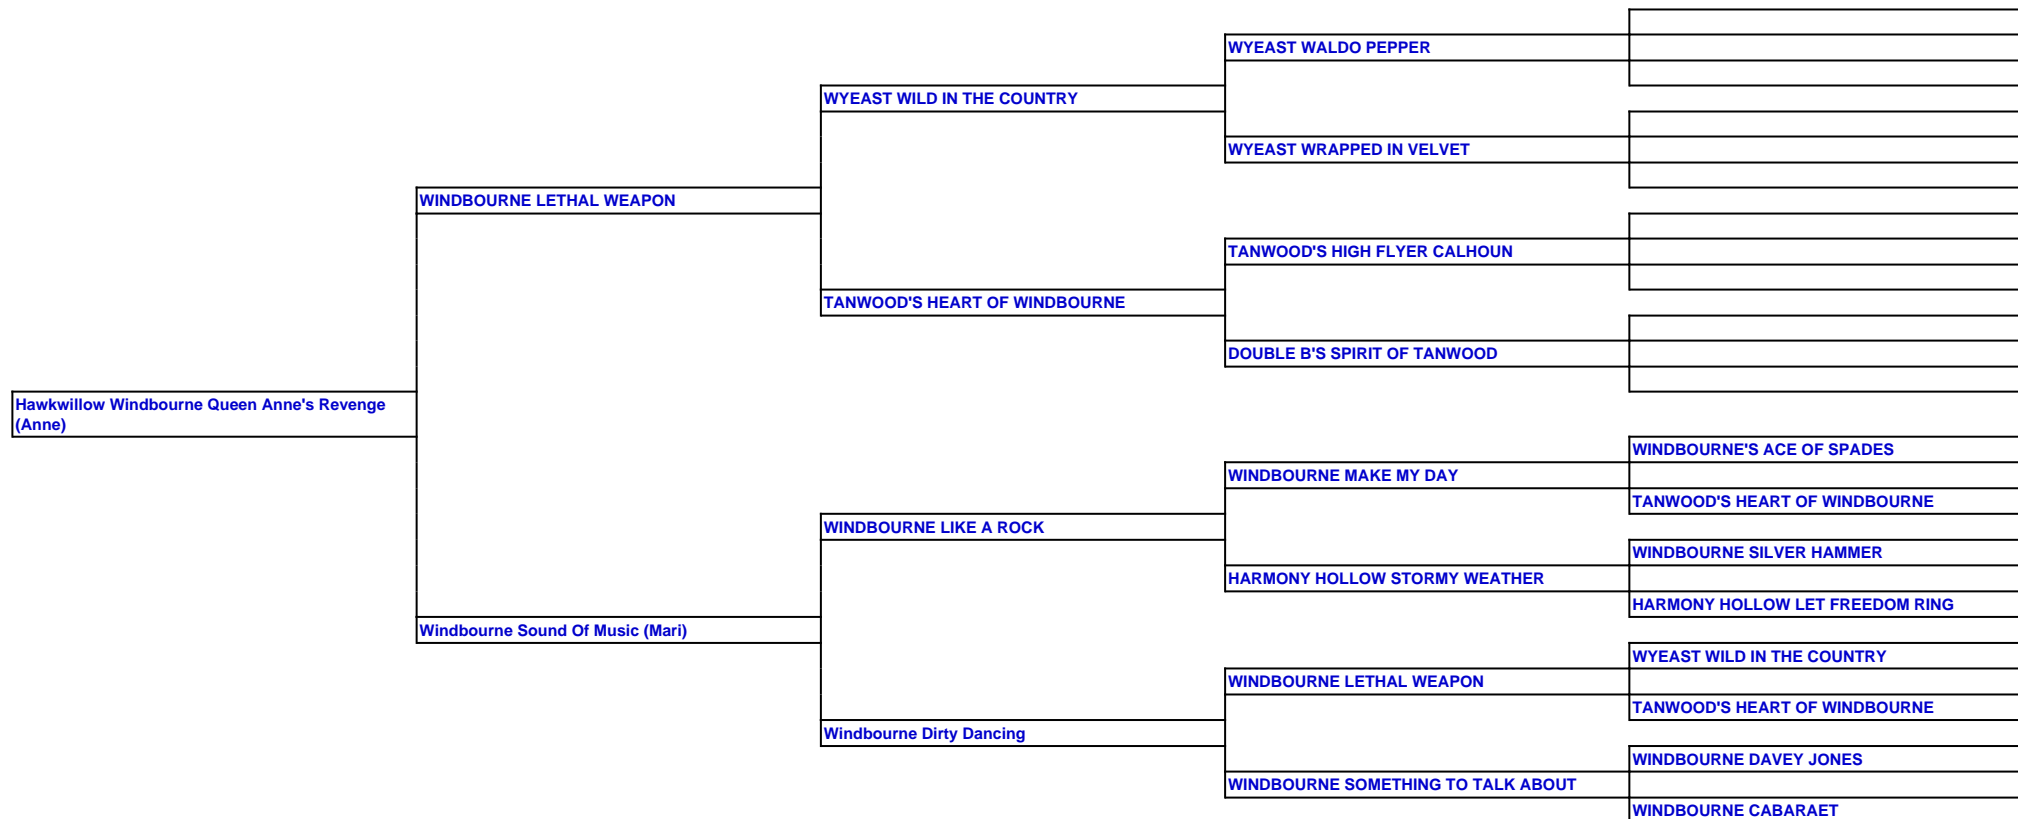 WYEAST WALDO PEPPER
WYEAST WILD IN THE COUNTRY
WYEAST WRAPPED IN VELVET
WINDBOURNE LETHAL WEAPON
TANWOOD'S HIGH FLYER CALHOUN
TANWOOD'S HEART OF WINDBOURNE
DOUBLE B'S SPIRIT OF TANWOOD
Hawkwillow Windbourne Queen Anne's Revenge
(Anne)
WINDBOURNE'S ACE OF SPADES
WINDBOURNE MAKE MY DAY
TANWOOD'S HEART OF WINDBOURNE
WINDBOURNE LIKE A ROCK
WINDBOURNE SILVER HAMMER
HARMONY HOLLOW STORMY WEATHER
HARMONY HOLLOW LET FREEDOM RING
Windbourne Sound Of Music (Mari)
WYEAST WILD IN THE COUNTRY
WINDBOURNE LETHAL WEAPON
TANWOOD'S HEART OF WINDBOURNE
Windbourne Dirty Dancing
WINDBOURNE DAVEY JONES
WINDBOURNE SOMETHING TO TALK ABOUT
WINDBOURNE CABARAET